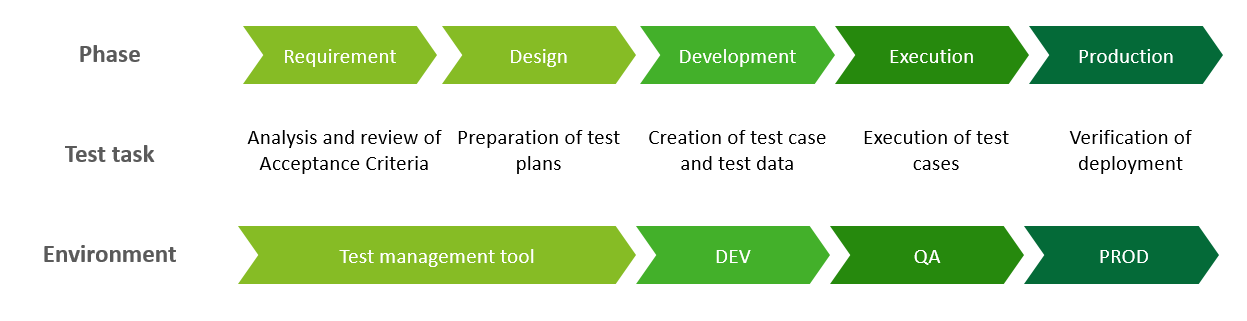 Phase
Requirement
Design
Development
Execution
Production
Test task
Analysis and review of
Acceptance Criteria
Preparation of test
plans
Creation of test case
and test data
Execution of test
cases
Verification of
deployment
Environment
Test management tool
DEV
QA
PROD